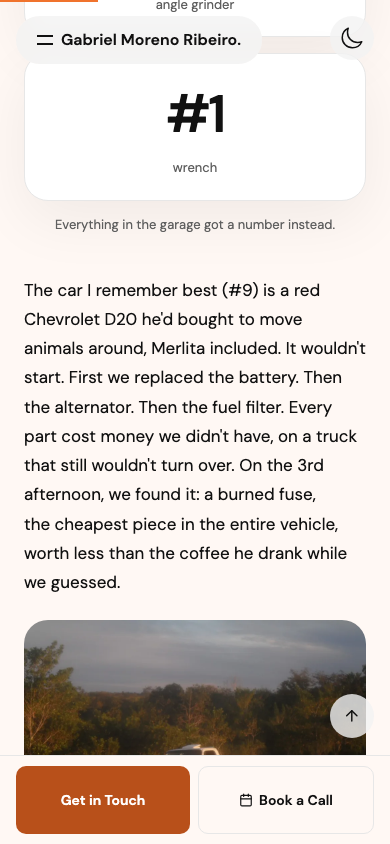 angle grinder
Gabriel Moreno Ribeiro.
#1
wrench
Everything in the garage got a number instead.
The car I remember best (#9) is a red
Chevrolet D20 he'd bought to move
animals around, Merlita included. It wouldn't
start. First we replaced the battery. Then
the alternator. Then the fuel filter. Every
part cost money we didn't have, on a truck
that still wouldn't turn over. On the 3rd
afternoon, we found it: a burned fuse,
the cheapest piece in the entire vehicle,
worth less than the coffee he drank while
we guessed.
Get in Touch
Book a Call